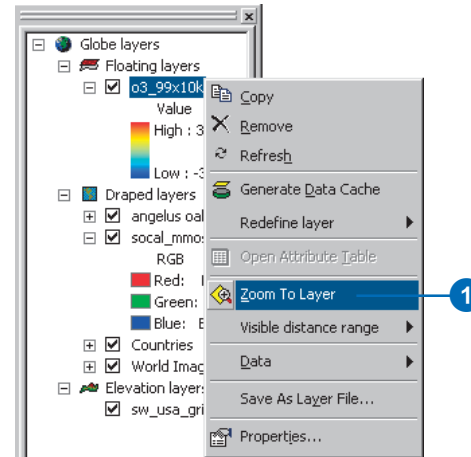 Globe layers
Floating layers
o3_99x10k
Value
High : 3
Low : -3
Draped layers
angelus oal
socal_mmo
RGB
Red:
Green:
Blue:
Countries
World Imag
Elevation layer
sw_usa_gri
Copy
Remove
Refresh
Generate Data Cache
Redefine layer
Open Attribute Table
Zoom To Layer
1
Visible distance range
Data
Save As Layer File...
Properties...